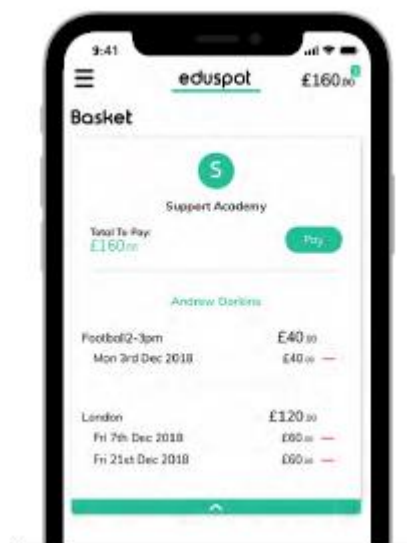 9:41
eduspot £160.00
Basket
S
Support Academy
Total To Pay:
£160.00
Pay
Andrew Dorkins
Football2-3pm £40.00
Mon 3rd Dec 2018 £40.00
London £120.00
Fri 7th Dec 2018 £60.00
Fri 21st Dec 2018 £60.00